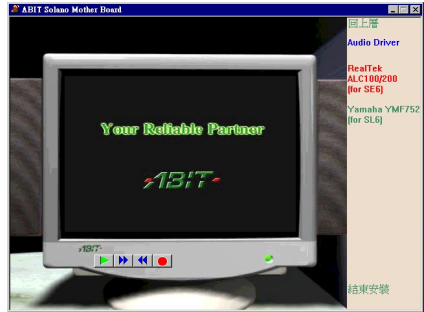 ABIT Solano Mother Board
回上層
Audio Driver
RealTek
ALC100/200
(for SE6)
Yamaha YMF752
(for SL6)
Your Reliable Partner
ABIT
ABIT
結束安裝